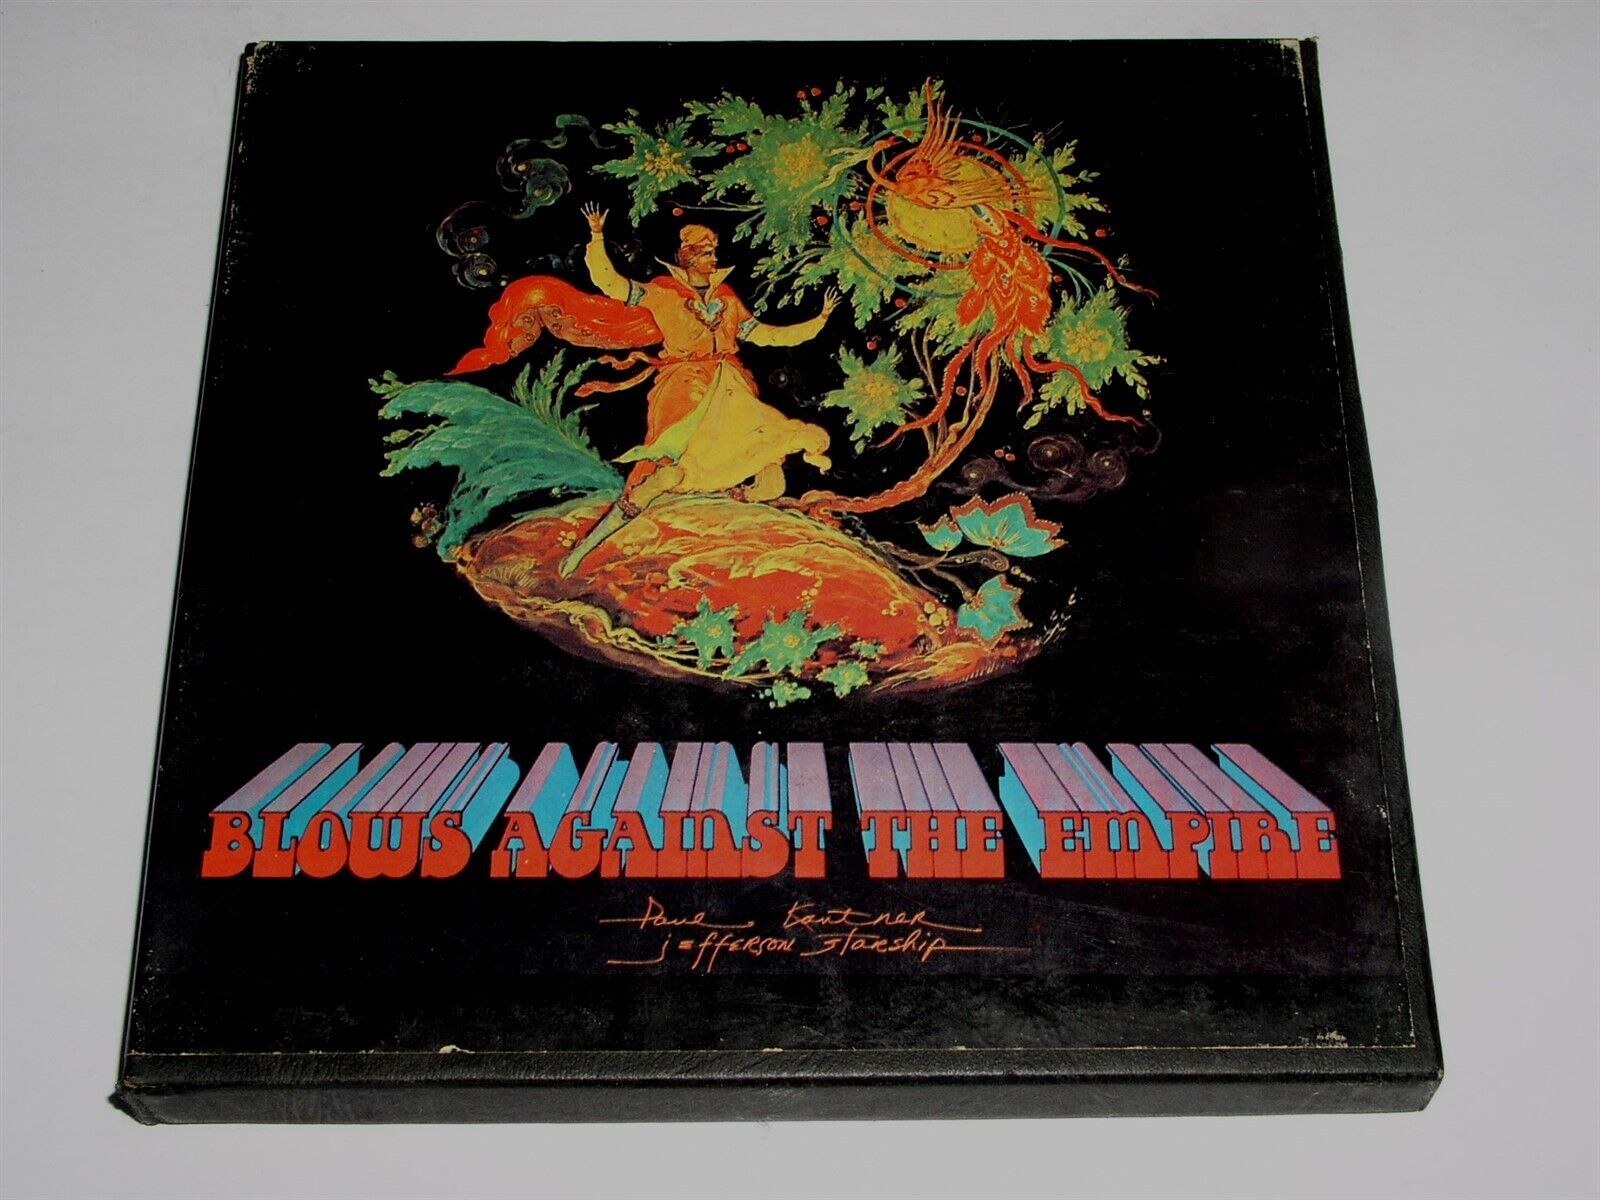 BLOWS AGAINST THE EMPIRE
Paul Kantner
jefferson starship